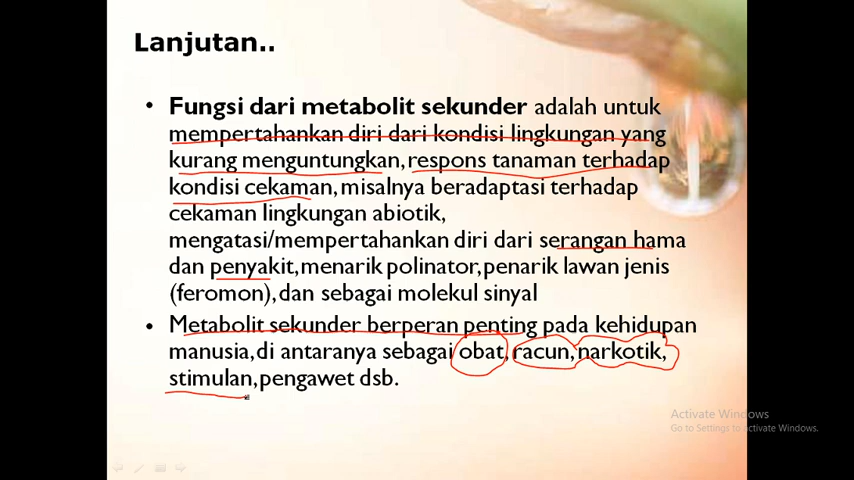 Lanjutan..
• Fungsi dari metabolit sekunder adalah untuk
mempertahankan diri dari kondisi lingkungan yang
kurang menguntungkan, respons tanaman terhadap
kondisi cekaman, misalnya beradaptasi terhadap
cekaman lingkungan abiotik,
mengatasi/mempertahankan diri dari serangan hama
dan penyakit, menarik polinator, penarik lawan jenis
(feromon), dan sebagai molekul sinyal
• Metabolit sekunder berperan penting pada kehidupan
manusia, di antaranya sebagai obat, racun, narkotik,
stimulan, pengawet dsb.
Activate Windows
Go to Settings to activate Windows.